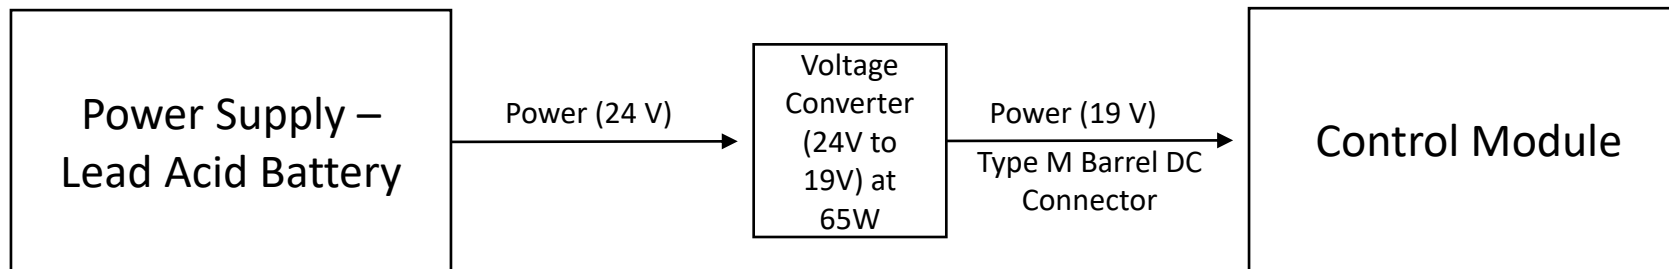 Power Supply –
Lead Acid Battery
Power (24 V)
Voltage
Converter
(24V to
19V) at
65W
Power (19 V)
Type M Barrel DC
Connector
Control Module